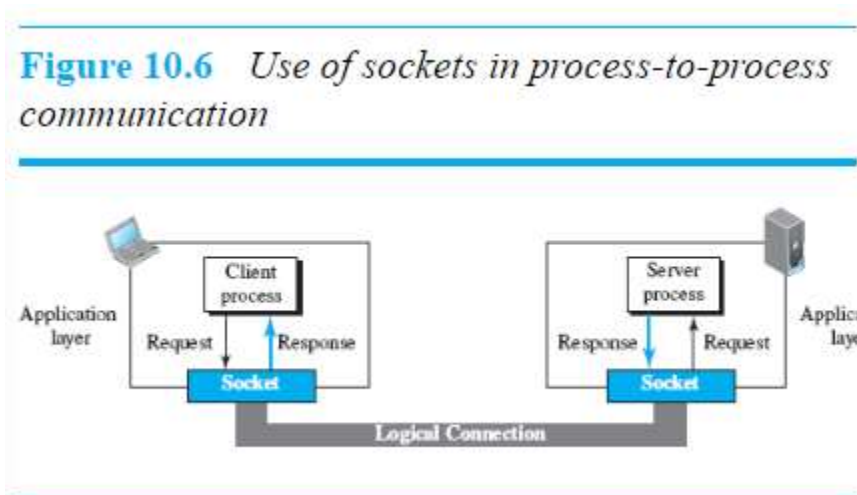 Figure 10.6 Use of sockets in process-to-process
communication
Client
process
Server
process
Application
layer
Request
Response
Response
Request
Socket
Socket
Logical Connection